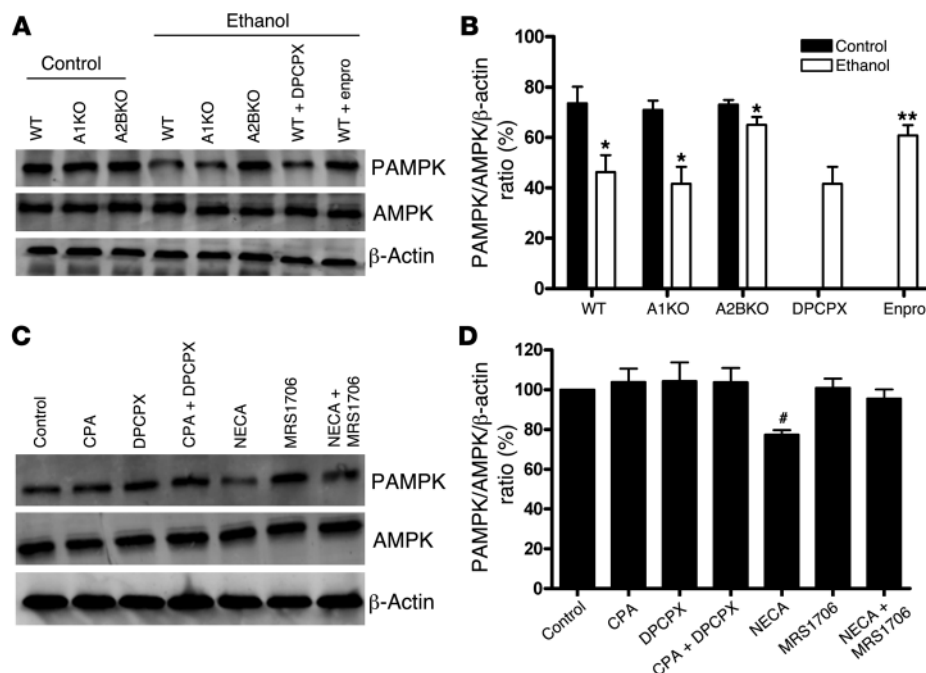 A
Ethanol
Control
WT
A1KO
A2BKO
WT
A1KO
A2BKO
WT + DPCPX
WT + enpro
PAMPK
AMPK
β-Actin
B
Control
Ethanol
PAMPK/AMPK/β-actin
ratio (%)
100
80
60
40
20
0
*
*
*
**
WT
A1KO
A2BKO
DPCPX
Enpro
C
Control
CPA
DPCPX
CPA + DPCPX
NECA
MRS1706
NECA +
MRS1706
PAMPK
AMPK
β-Actin
D
PAMPK/AMPK/β-actin
ratio (%)
120
100
80
60
40
20
0
#
Control
CPA
DPCPX
CPA + DPCPX
NECA
MRS1706
NECA +
MRS1706